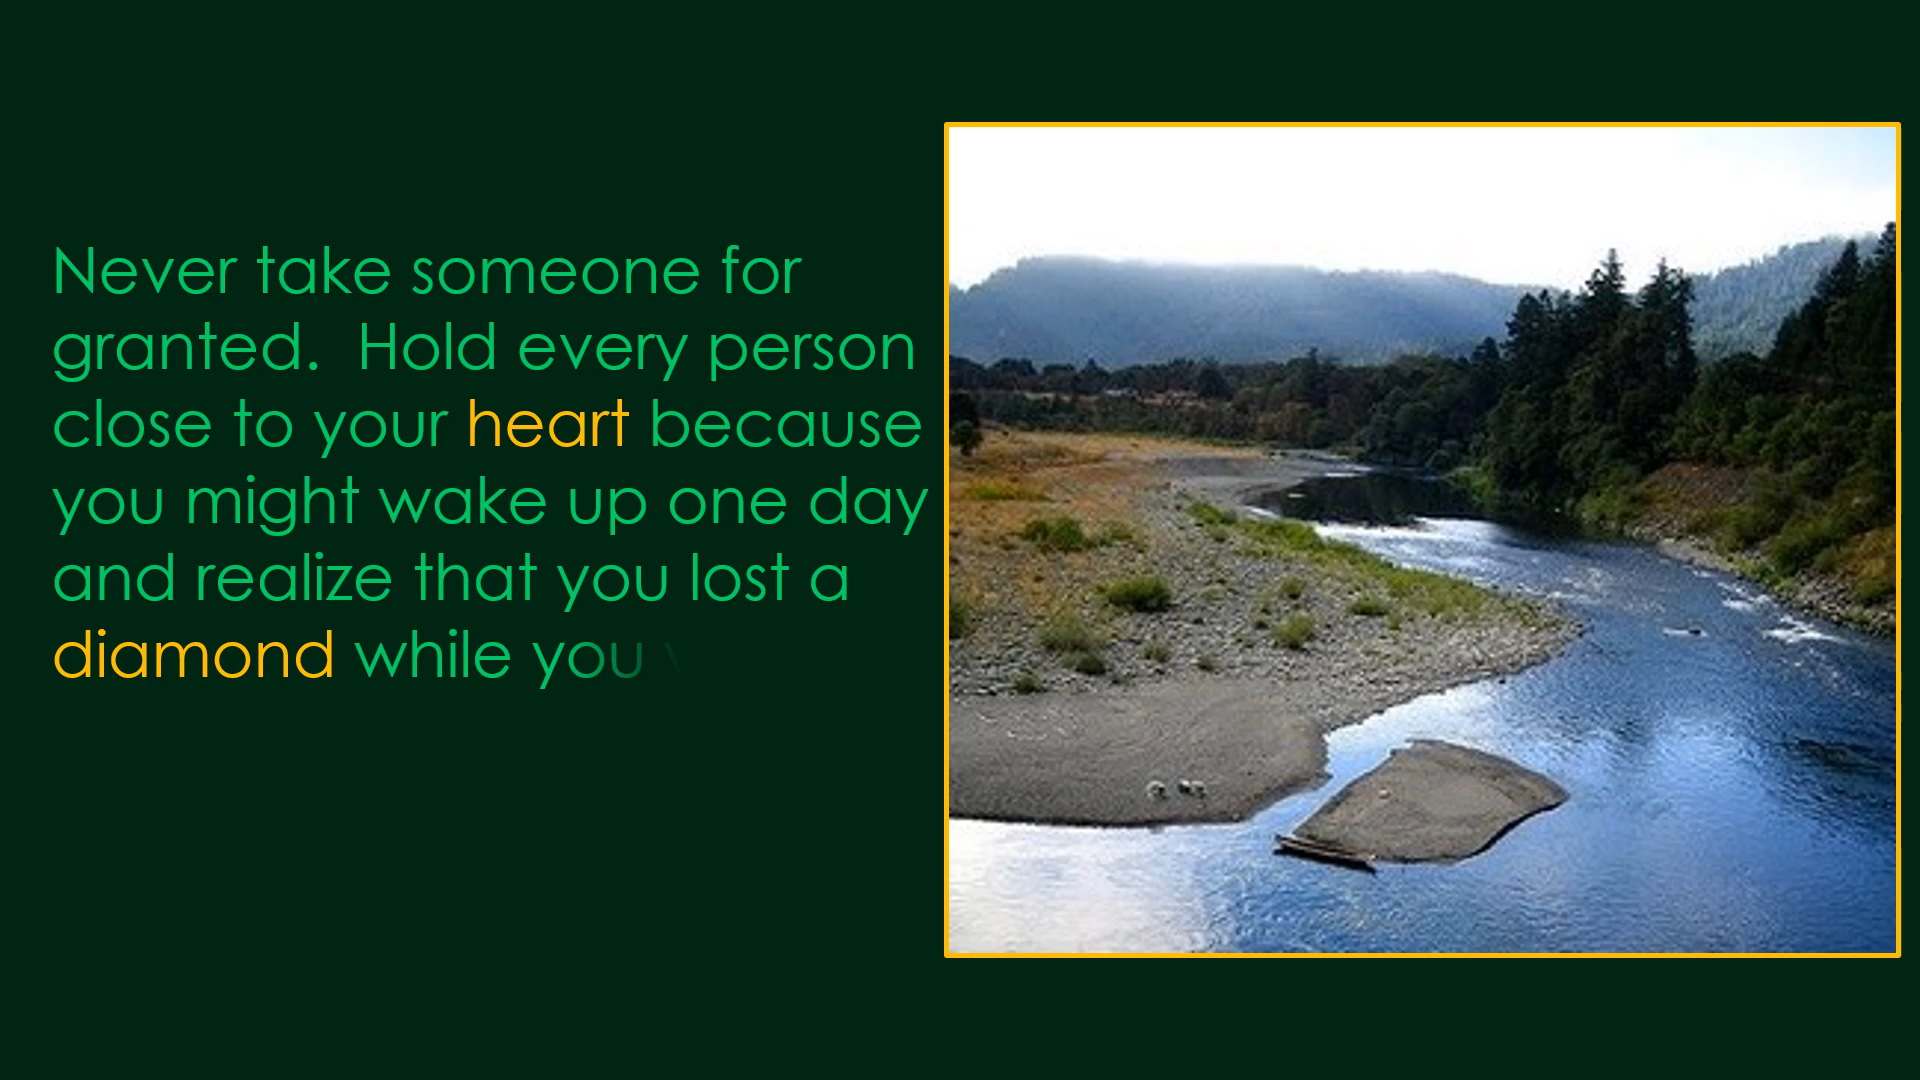 Never take someone for
granted.  Hold every person
close to your heart because
you might wake up one day
and realize that you lost a
diamond while you